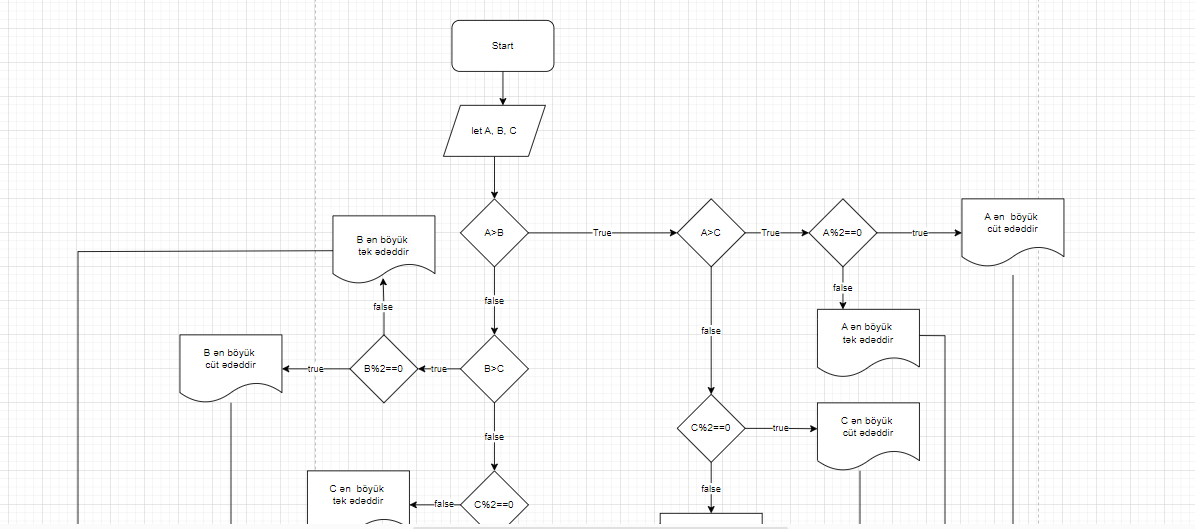 Start
let A, B, C
A>B
True
A>C
True
A%2==0
true
A ən  böyük
cüt ədəddir
B ən böyük
tək ədəddir
false
false
false
false
A ən böyük
tək ədəddir
B ən böyük
cüt ədəddir
true
B%2==0
true
B>C
false
C%2==0
true
C ən böyük
cüt ədəddir
C ən  böyük
tək ədəddir
false
C%2==0
false